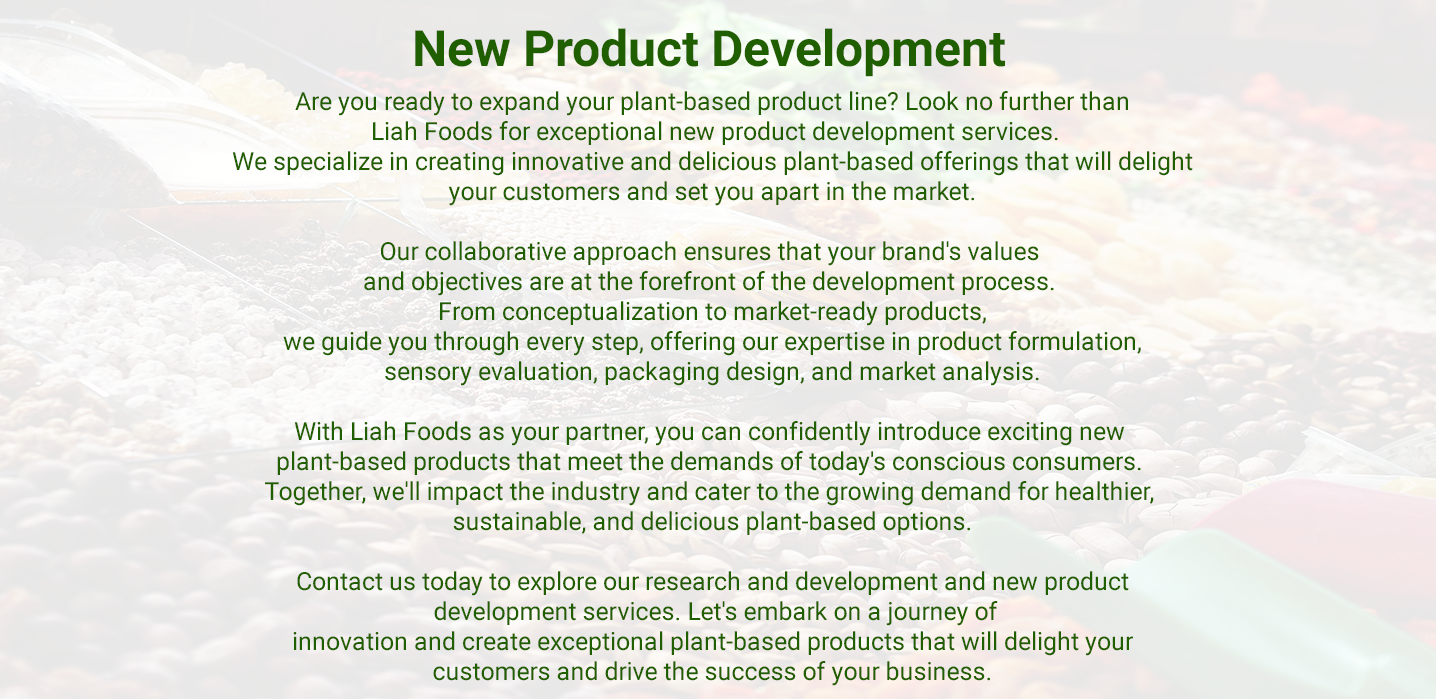 New Product Development
Are you ready to expand your plant-based product line? Look no further than
Liah Foods for exceptional new product development services.
We specialize in creating innovative and delicious plant-based offerings that will delight
your customers and set you apart in the market.
Our collaborative approach ensures that your brand's values
and objectives are at the forefront of the development process.
From conceptualization to market-ready products,
we guide you through every step, offering our expertise in product formulation,
sensory evaluation, packaging design, and market analysis.
With Liah Foods as your partner, you can confidently introduce exciting new
plant-based products that meet the demands of today's conscious consumers.
Together, we'll impact the industry and cater to the growing demand for healthier,
sustainable, and delicious plant-based options.
Contact us today to explore our research and development and new product
development services. Let's embark on a journey of
innovation and create exceptional plant-based products that will delight your
customers and drive the success of your business.